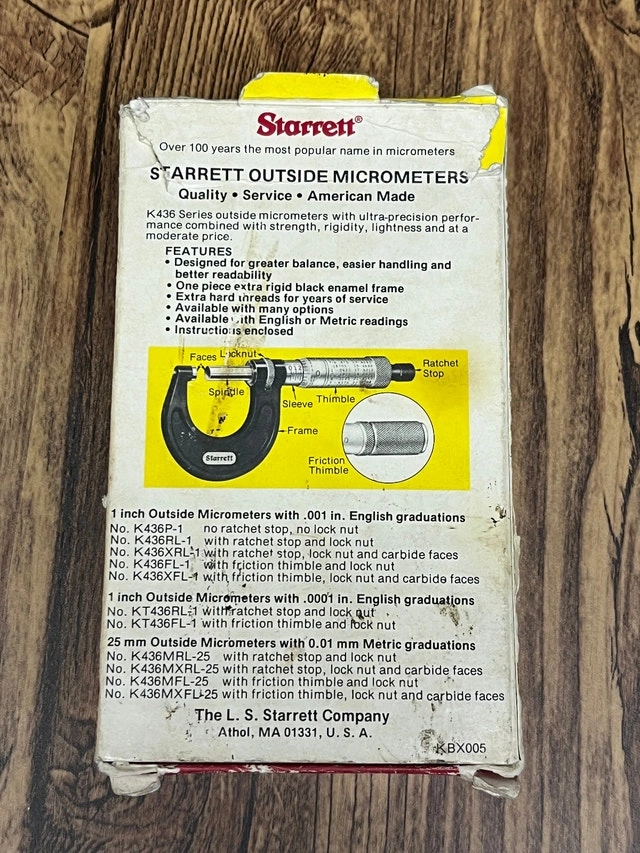 Starrett®
Over 100 years the most popular name in micrometers
STARRETT OUTSIDE MICROMETERS
Quality • Service • American Made
K436 Series outside micrometers with ultra-precision perfor-
mance combined with strength, rigidity, lightness and at a
moderate price.
FEATURES
• Designed for greater balance, easier handling and
better readability
• One piece extra rigid black enamel frame
• Extra hard threads for years of service
• Available with many options
• Available with English or Metric readings
• Instructions enclosed
Faces
Locknut
Ratchet
Stop
Spindle
Sleeve
Thimble
Frame
Friction
Thimble
Starrett
1 inch Outside Micrometers with .001 in. English graduations
No. K436P-1 no ratchet stop, no lock nut
No. K436RL-1 with ratchet stop and lock nut
No. K436XRL-1 with ratchet stop, lock nut and carbide faces
No. K436FL-1 with friction thimble and lock nut
No. K436XFL-1 with friction thimble, lock nut and carbide faces
1 inch Outside Micrometers with .0001 in. English graduations
No. KT436RL-1 with ratchet stop and lock nut
No. KT436FL-1 with friction thimble and lock nut
25 mm Outside Micrometers with 0.01 mm Metric graduations
No. K436MRL-25 with ratchet stop and lock nut
No. K436MXRL-25 with ratchet stop, lock nut and carbide faces
No. K436MFL-25 with friction thimble and lock nut
No. K436MXFL-25 with friction thimble, lock nut and carbide faces
The L. S. Starrett Company
Athol, MA 01331, U. S. A.
KBX005